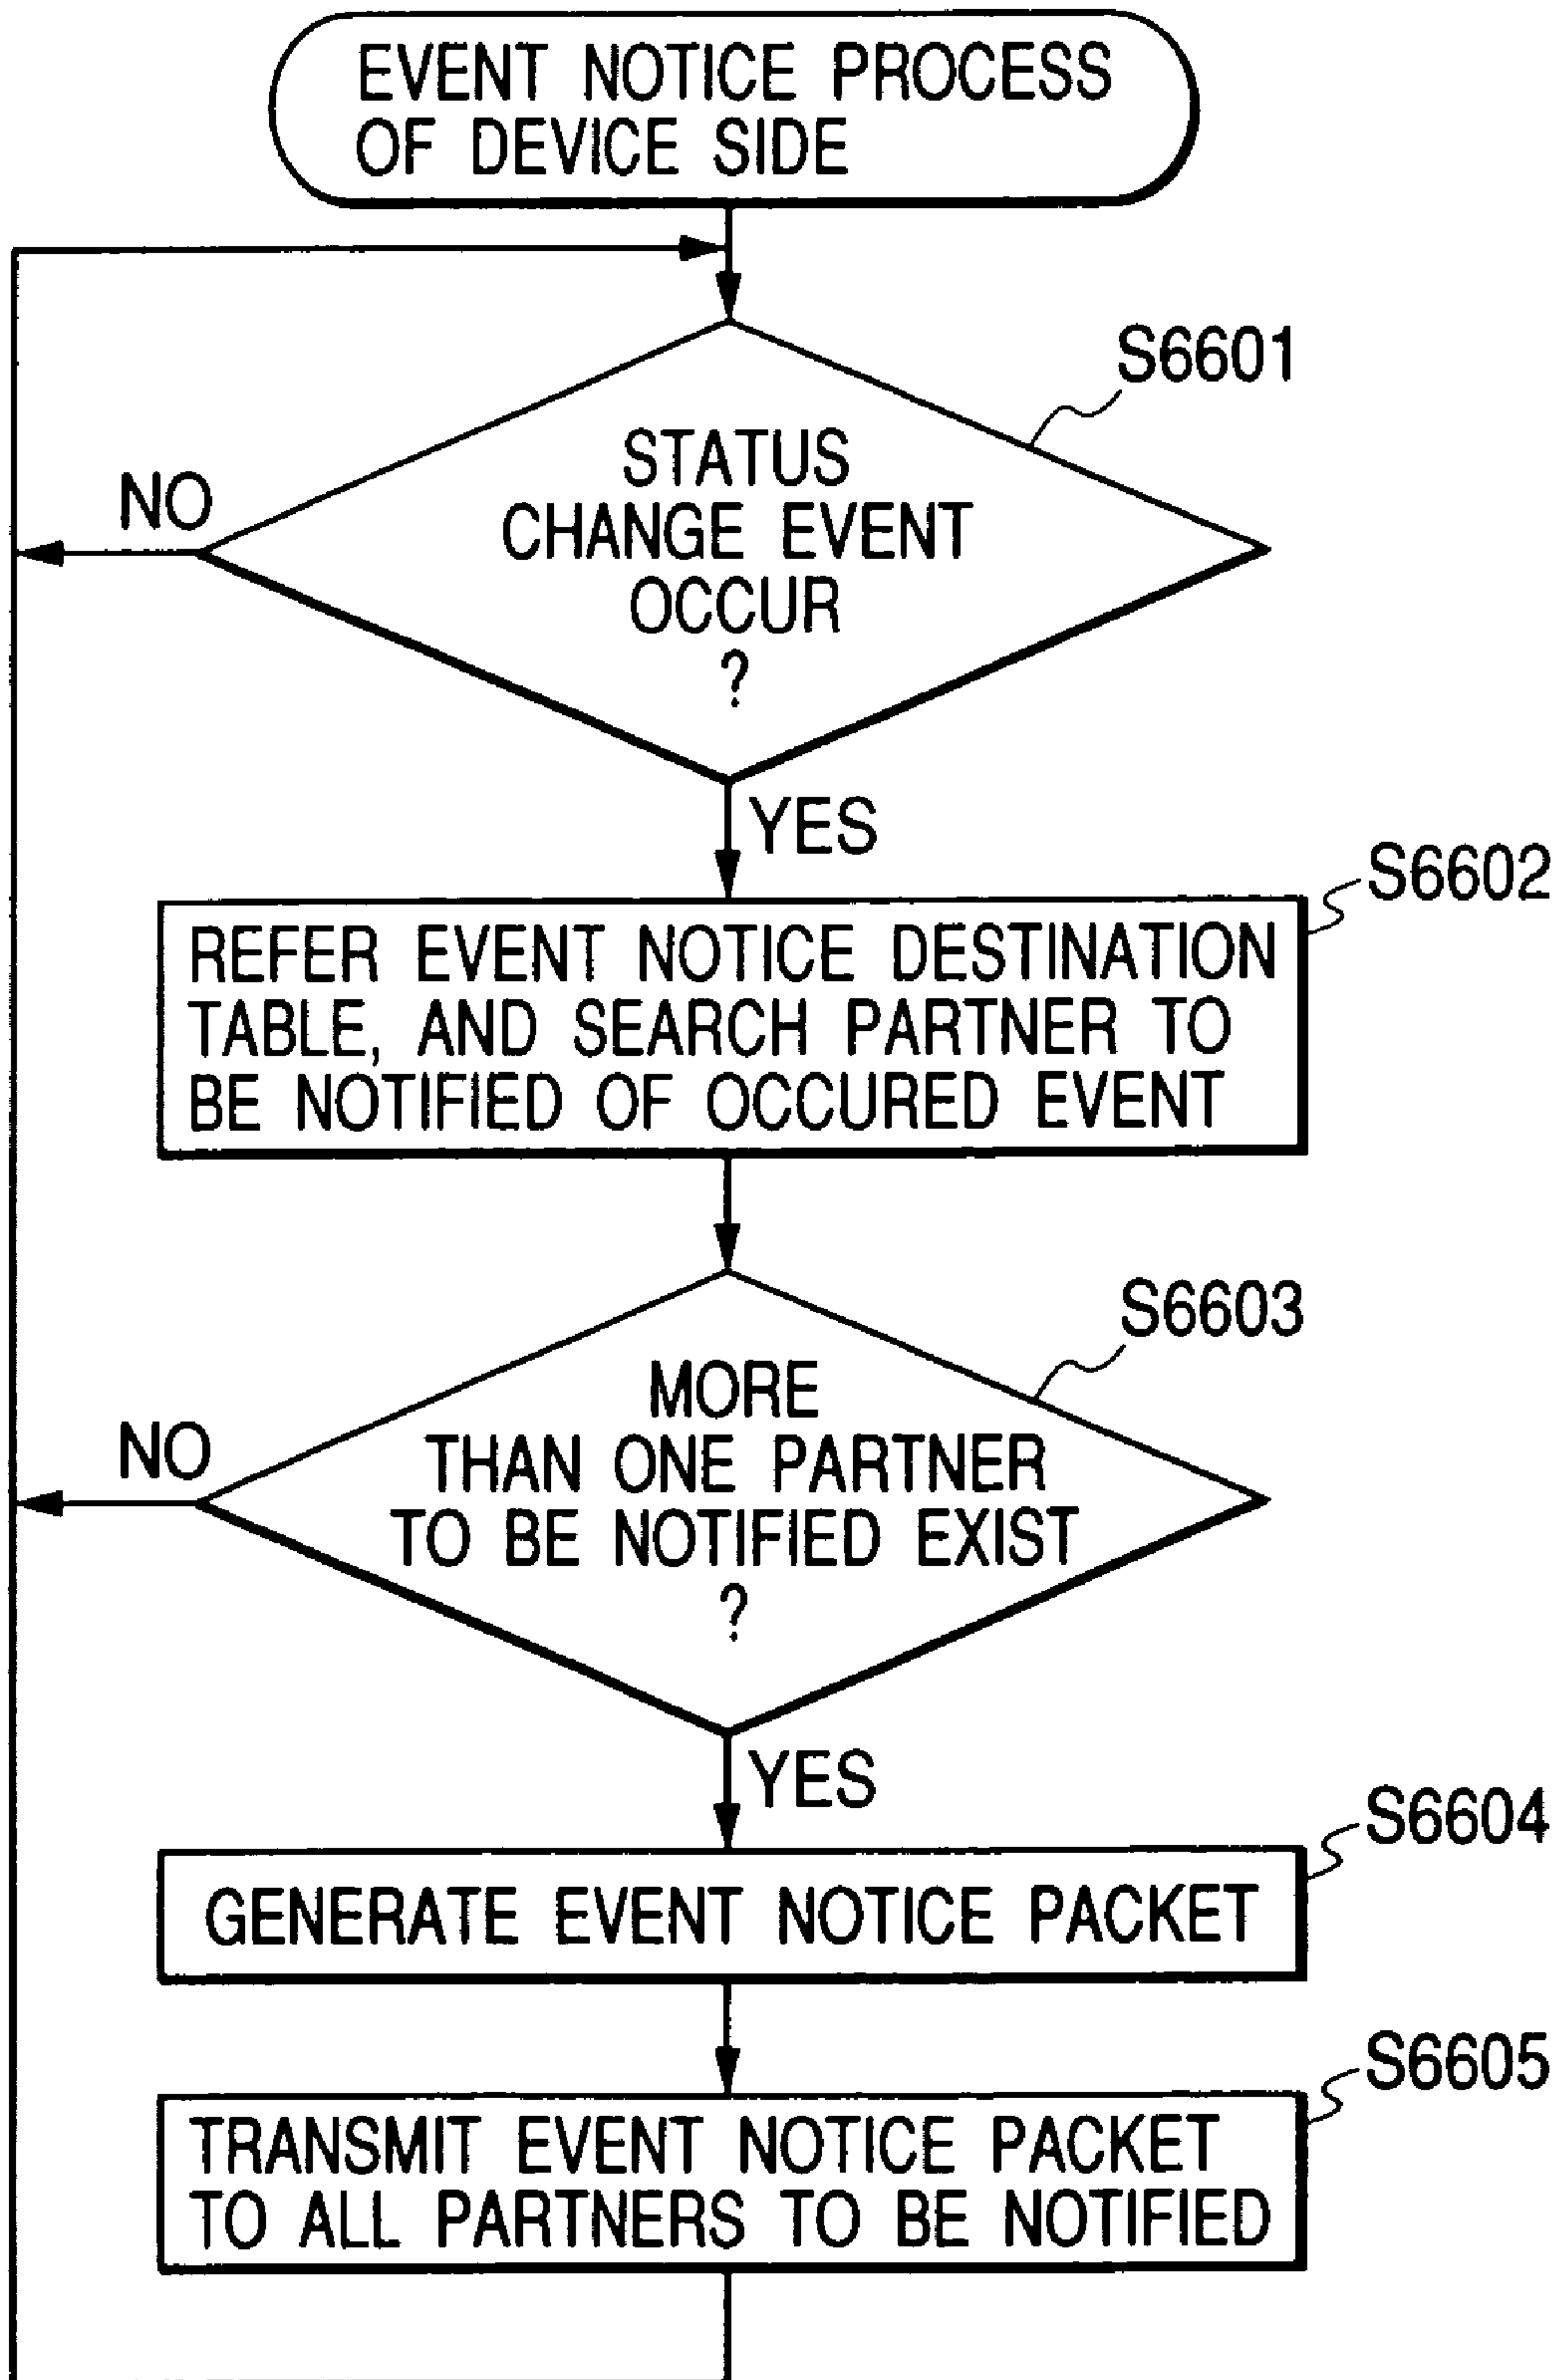 EVENT NOTICE PROCESS
OF DEVICE SIDE
S6601
STATUS
CHANGE EVENT
OCCUR
?
NO
YES
S6602
REFER EVENT NOTICE DESTINATION
TABLE, AND SEARCH PARTNER TO
BE NOTIFIED OF OCCURED EVENT
S6603
MORE
THAN ONE PARTNER
TO BE NOTIFIED EXIST
?
NO
YES
S6604
GENERATE EVENT NOTICE PACKET
S6605
TRANSMIT EVENT NOTICE PACKET
TO ALL PARTNERS TO BE NOTIFIED